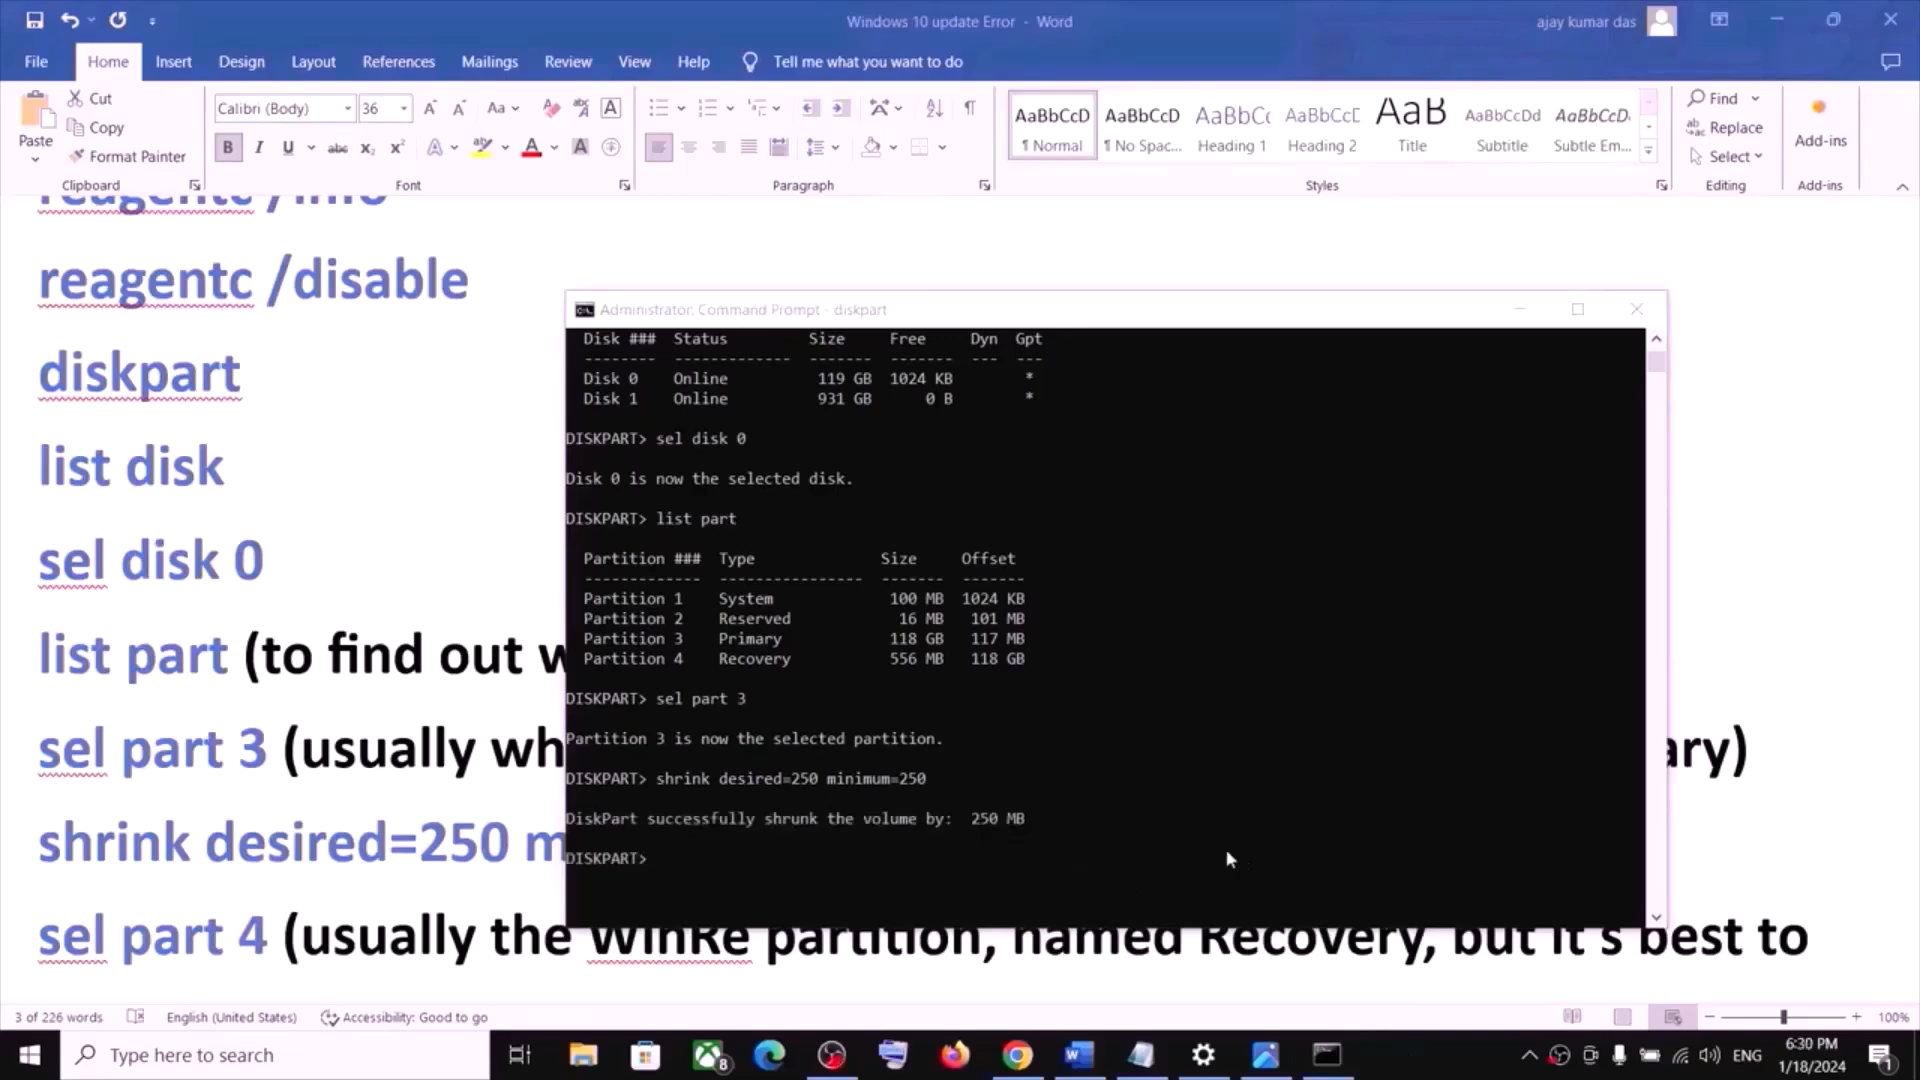 Windows 10 update Error - Word
ajay kumar das
File Home Insert Design Layout References Mailings Review View Help Tell me what you want to do
Paste
Cut
Copy
Format Painter
Clipboard
Calibri (Body) 36
Font
Paragraph
AaBbCcD AaBbCcD AaBbCc AaBbCcC AaB AaBbCcDd AaBbCcD.
¶ Normal ¶ No Spac... Heading 1 Heading 2 Title Subtitle Subtle Em...
Styles
Find
Replace
Select
Editing
Add-ins
Add-ins
reagentc /info
reagentc /disable
diskpart
list disk
sel disk 0
list part (to find out w
sel part 3 (usually wh
ary)
shrink desired=250 m
sel part 4 (usually the WinRe partition, named Recovery, but it's best to
Administrator: Command Prompt - diskpart
Disk ### Status Size Free Dyn Gpt
-------- ------------- ------- ------- --- ---
Disk 0 Online 119 GB 1024 KB *
Disk 1 Online 931 GB 0 B *
DISKPART> sel disk 0
Disk 0 is now the selected disk.
DISKPART> list part
Partition ### Type Size Offset
------------- ---------------- ------- -------
Partition 1 System 100 MB 1024 KB
Partition 2 Reserved 16 MB 101 MB
Partition 3 Primary 118 GB 117 MB
Partition 4 Recovery 556 MB 118 GB
DISKPART> sel part 3
Partition 3 is now the selected partition.
DISKPART> shrink desired=250 minimum=250
DiskPart successfully shrunk the volume by: 250 MB
DISKPART>
3 of 226 words English (United States) Accessibility: Good to go
100%
Type here to search
8
ENG
6:30 PM
1/18/2024
1